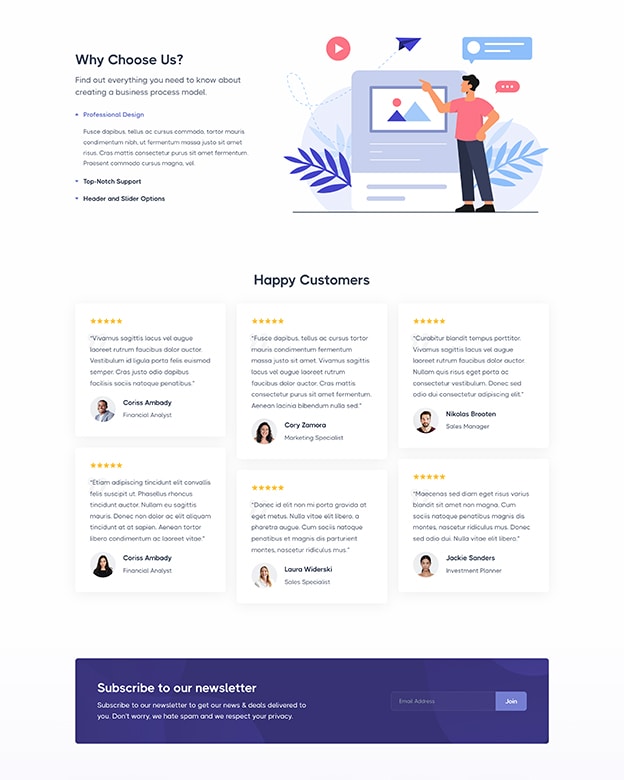 Why Choose Us?
Find out everything you need to know about
creating a business process model.
Professional Design
Fusce dapibus, tellus ac cursus commodo, tortor mauris
condimentum nibh, ut fermentum massa justo sit amet
risus. Cras mattis consectetur purus sit amet fermentum.
Praesent commodo cursus magna, vel.
Top-Notch Support
Header and Slider Options
Happy Customers
"Vivamus sagittis lacus vel augue
laoreet rutrum faucibus dolor auctor.
Vestibulum id ligula porta felis euismod
semper. Cras justo odio dapibus
facilisis sociis natoque penatibus."
Coriss Ambady
Financial Analyst
"Fusce dapibus, tellus ac cursus tortor
mauris condimentum fermentum
massa justo sit amet. Vivamus sagittis
lacus vel augue laoreet rutrum
faucibus dolor auctor. Cras mattis
consectetur purus sit amet fermentum.
Aenean lacinia bibendum nulla sed."
Cory Zamora
Marketing Specialist
"Curabitur blandit tempus porttitor.
Vivamus sagittis lacus vel augue
laoreet rutrum faucibus dolor auctor.
Nullam quis risus eget porta ac
consectetur vestibulum. Donec sed
odio dui consectetur adipiscing elit."
Nikolas Brooten
Sales Manager
"Etiam adipiscing tincidunt elit convallis
felis suscipit ut. Phasellus rhoncus
tincidunt auctor. Nullam eu sagittis
mauris. Donec non dolor ac elit aliquam
tincidunt at at sapien. Aenean tortor
libero condimentum ac laoreet vitae."
Coriss Ambady
Financial Analyst
"Donec id elit non mi porta gravida at
eget metus. Nulla vitae elit libero, a
pharetra augue. Cum sociis natoque
penatibus et magnis dis parturient
montes, nascetur ridiculus mus."
Laura Widerski
Sales Specialist
"Maecenas sed diam eget risus varius
blandit sit amet non magna. Cum
sociis natoque penatibus magnis dis
montes, nascetur ridiculus mus. Donec
sed odio dui. Nulla vitae elit libero."
Jackie Sanders
Investment Planner
Subscribe to our newsletter
Subscribe to our newsletter to get our news & deals delivered to
you. Don't worry, we hate spam and we respect your privacy.
Email Address
Join